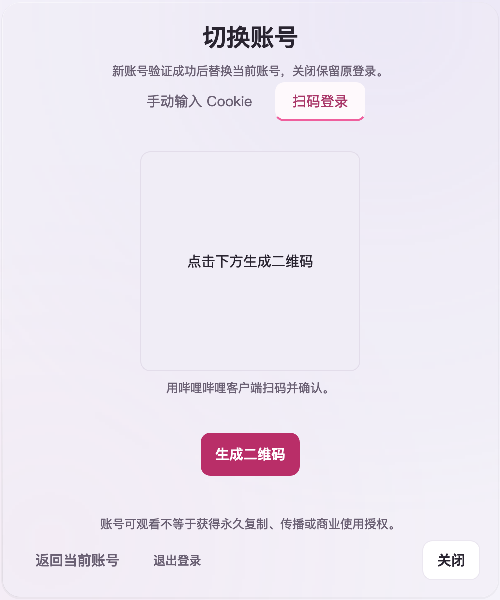 切换账号
新账号验证成功后替换当前账号，关闭保留原登录。
手动输入 Cookie
扫码登录
点击下方生成二维码
用哔哩哔哩客户端扫码并确认。
生成二维码
账号可观看不等于获得永久复制、传播或商业使用授权。
返回当前账号
退出登录
关闭